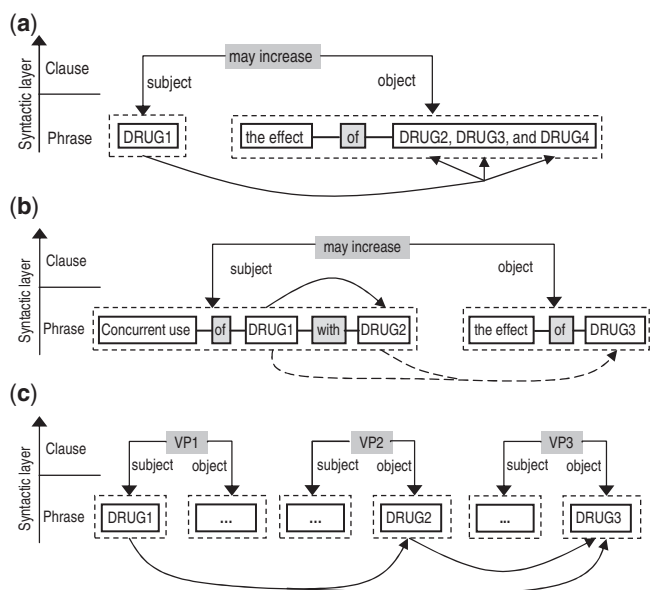 (a)
Syntactic layer
Clause
Phrase
may increase
subject
object
DRUG1
the effect
of
DRUG2, DRUG3, and DRUG4
(b)
Syntactic layer
Clause
Phrase
may increase
subject
object
Concurrent use
of
DRUG1
with
DRUG2
the effect
of
DRUG3
(c)
Syntactic layer
Clause
Phrase
VP1
VP2
VP3
subject
object
subject
object
subject
object
DRUG1
...
...
DRUG2
...
DRUG3